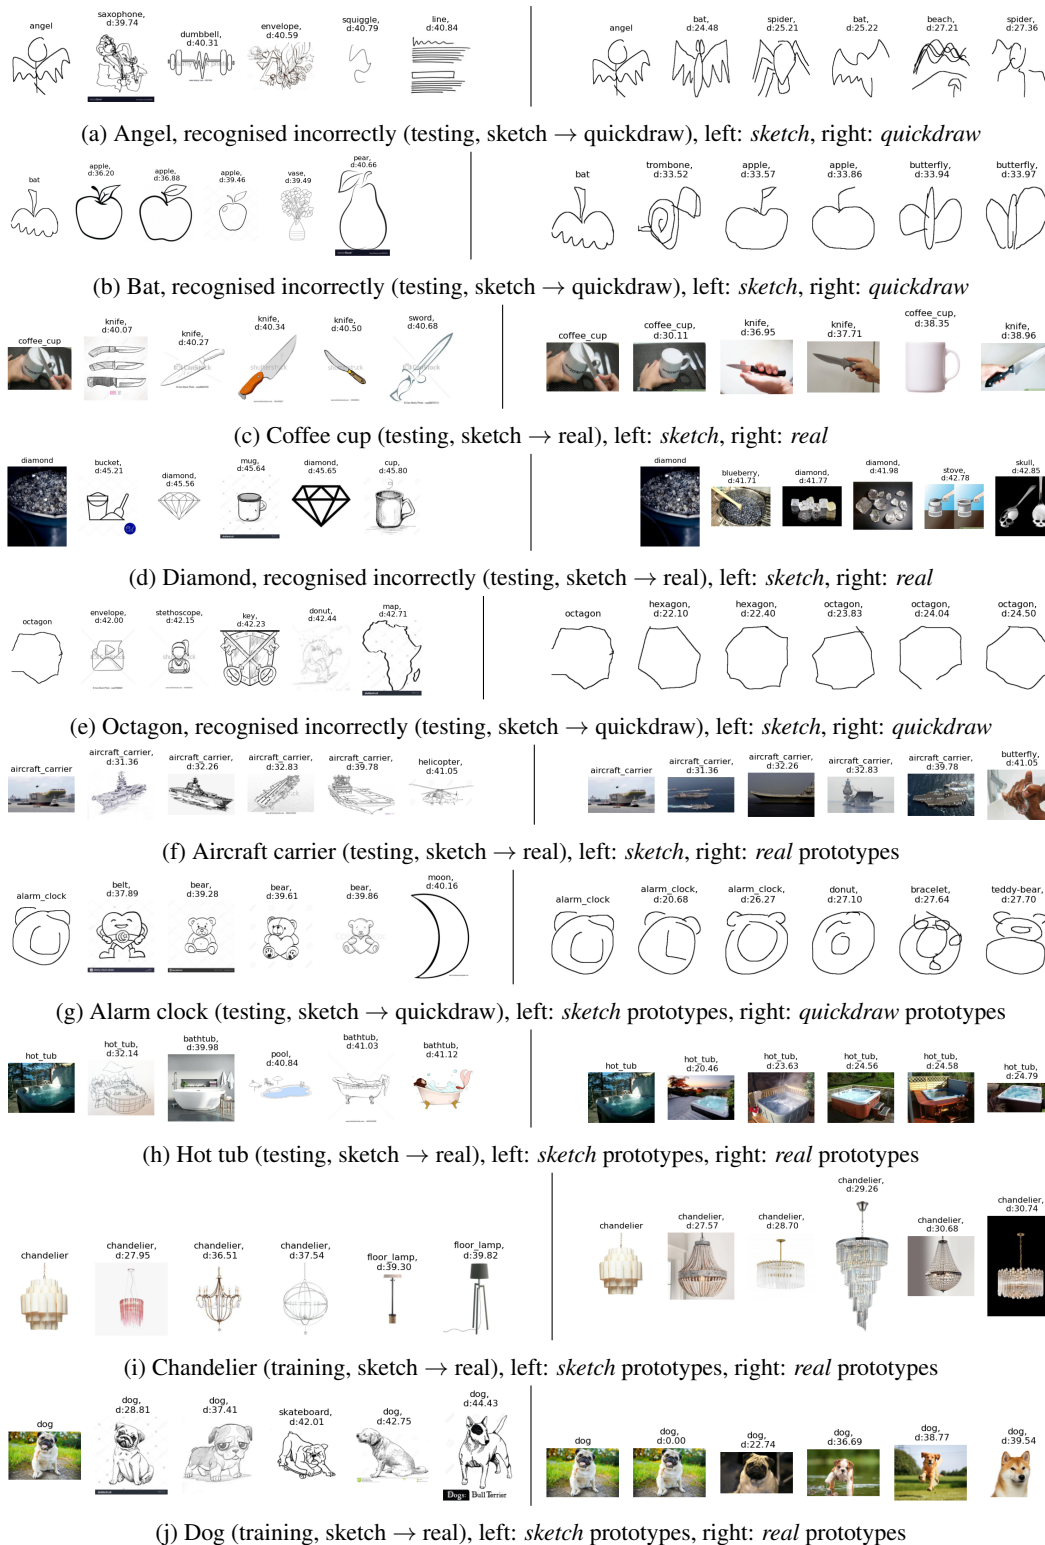 angel
saxophone,
d:39.74
dumbbell,
d:40.31
envelope,
d:40.59
squiggle,
d:40.79
line,
d:40.84
angel
bat,
d:24.48
spider,
d:25.21
bat,
d:25.22
beach,
d:27.21
spider,
d:27.36
(a) Angel, recognised incorrectly (testing, sketch → quickdraw), left: sketch, right: quickdraw
bat
apple,
d:36.20
apple,
d:36.88
apple,
d:39.46
vase,
d:39.49
pear,
d:40.66
bat
trombone,
d:33.52
apple,
d:33.57
apple,
d:33.86
butterfly,
d:33.94
butterfly,
d:33.97
(b) Bat, recognised incorrectly (testing, sketch → quickdraw), left: sketch, right: quickdraw
coffee_cup
knife,
d:40.07
knife,
d:40.27
knife,
d:40.34
knife,
d:40.50
sword,
d:40.68
coffee_cup
coffee_cup,
d:30.11
knife,
d:36.95
knife,
d:37.71
coffee_cup,
d:38.35
knife,
d:38.96
(c) Coffee cup (testing, sketch → real), left: sketch, right: real
diamond
bucket,
d:45.21
diamond,
d:45.56
mug,
d:45.64
diamond,
d:45.65
cup,
d:45.80
diamond
blueberry,
d:41.71
diamond,
d:41.77
diamond,
d:41.98
stove,
d:42.78
skull,
d:42.85
(d) Diamond, recognised incorrectly (testing, sketch → real), left: sketch, right: real
octagon
envelope,
d:42.00
stethoscope,
d:42.15
key,
d:42.23
donut,
d:42.44
map,
d:42.71
octagon
hexagon,
d:22.10
hexagon,
d:22.40
octagon,
d:23.83
octagon,
d:24.04
octagon,
d:24.50
(e) Octagon, recognised incorrectly (testing, sketch → quickdraw), left: sketch, right: quickdraw
aircraft_carrier
aircraft_carrier,
d:31.36
aircraft_carrier,
d:32.26
aircraft_carrier,
d:32.83
aircraft_carrier,
d:39.78
helicopter,
d:41.05
aircraft_carrier
aircraft_carrier,
d:31.36
aircraft_carrier,
d:32.26
aircraft_carrier,
d:32.83
aircraft_carrier,
d:39.78
butterfly,
d:41.05
(f) Aircraft carrier (testing, sketch → real), left: sketch, right: real prototypes
alarm_clock
belt,
d:37.89
bear,
d:39.28
bear,
d:39.61
bear,
d:39.86
moon,
d:40.16
alarm_clock
alarm_clock,
d:20.68
alarm_clock,
d:26.27
donut,
d:27.10
bracelet,
d:27.64
teddy-bear,
d:27.70
(g) Alarm clock (testing, sketch → quickdraw), left: sketch prototypes, right: quickdraw prototypes
hot_tub
hot_tub,
d:32.14
bathtub,
d:39.98
pool,
d:40.84
bathtub,
d:41.03
bathtub,
d:41.12
hot_tub
hot_tub,
d:20.46
hot_tub,
d:23.63
hot_tub,
d:24.56
hot_tub,
d:24.58
hot_tub,
d:24.79
(h) Hot tub (testing, sketch → real), left: sketch prototypes, right: real prototypes
chandelier
chandelier,
d:27.95
chandelier,
d:36.51
chandelier,
d:37.54
floor_lamp,
d:39.30
floor_lamp,
d:39.82
chandelier
chandelier,
d:27.57
chandelier,
d:28.70
chandelier,
d:29.26
chandelier,
d:30.68
chandelier,
d:30.74
(i) Chandelier (training, sketch → real), left: sketch prototypes, right: real prototypes
dog
dog,
d:28.81
dog,
d:37.41
skateboard,
d:42.01
dog,
d:42.75
dog,
d:44.43
Dogs: Bull Terrier
dog
dog,
d:0.00
dog,
d:22.74
dog,
d:36.69
dog,
d:38.77
dog,
d:39.54
(j) Dog (training, sketch → real), left: sketch prototypes, right: real prototypes